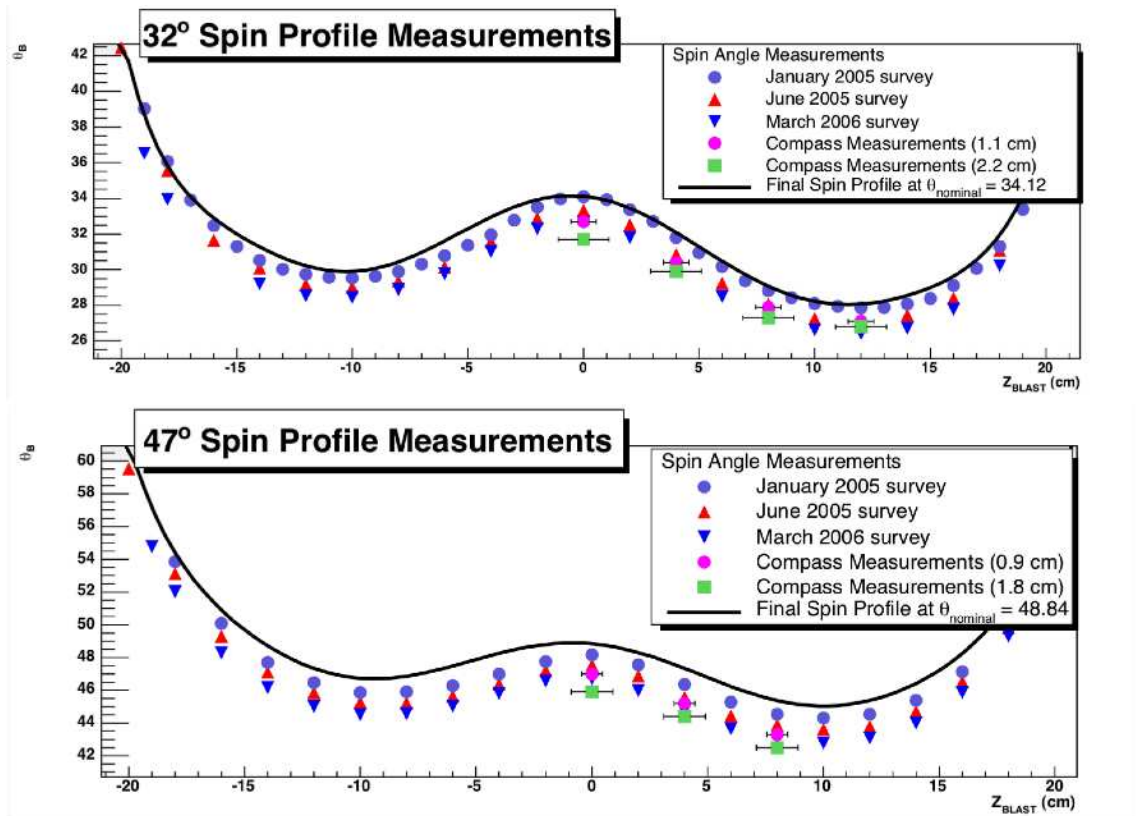 32° Spin Profile Measurements
θB
42
40
38
36
34
32
30
28
26
Spin Angle Measurements
January 2005 survey
June 2005 survey
March 2006 survey
Compass Measurements (1.1 cm)
Compass Measurements (2.2 cm)
Final Spin Profile at θnominal = 34.12
-20 -15 -10 -5 0 5 10 15 20
ZBLAST (cm)
47° Spin Profile Measurements
θB
60
58
56
54
52
50
48
46
44
42
Spin Angle Measurements
January 2005 survey
June 2005 survey
March 2006 survey
Compass Measurements (0.9 cm)
Compass Measurements (1.8 cm)
Final Spin Profile at θnominal = 48.84
-20 -15 -10 -5 0 5 10 15 20
ZBLAST (cm)